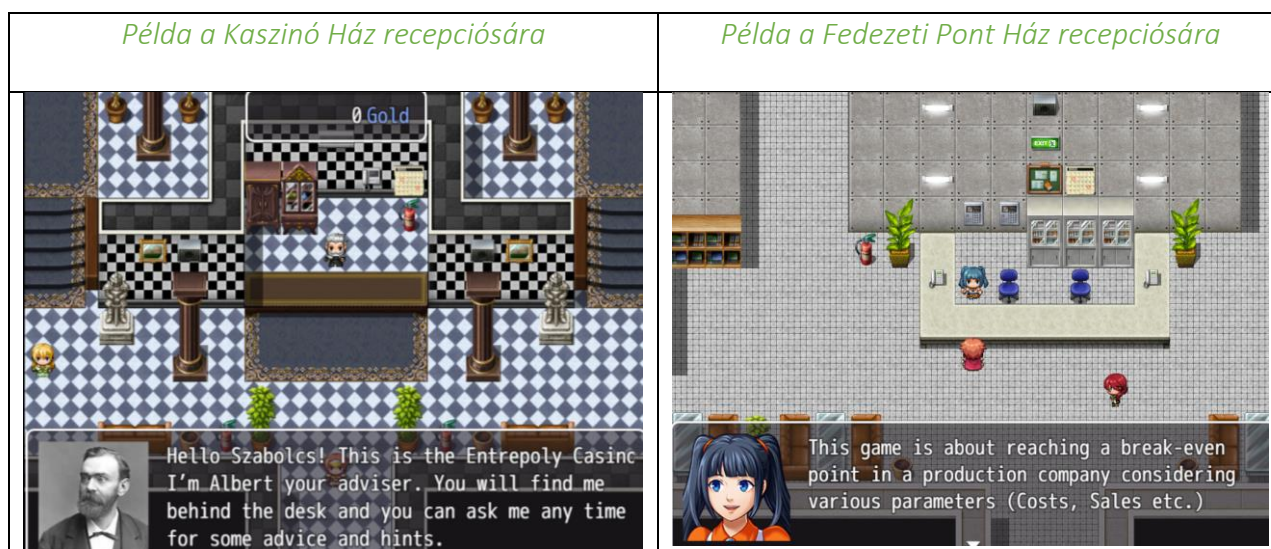 Példa a Kaszinó Ház recepciósára
Példa a Fedezeti Pont Ház recepciósára
0 Gold
EXIT
Hello Szabolcs! This is the Entrepoly Casinc
I'm Albert your adviser. You will find me
behind the desk and you can ask me any time
for some advice and hints.
This game is about reaching a break-even
point in a production company considering
various parameters (Costs, Sales etc.)